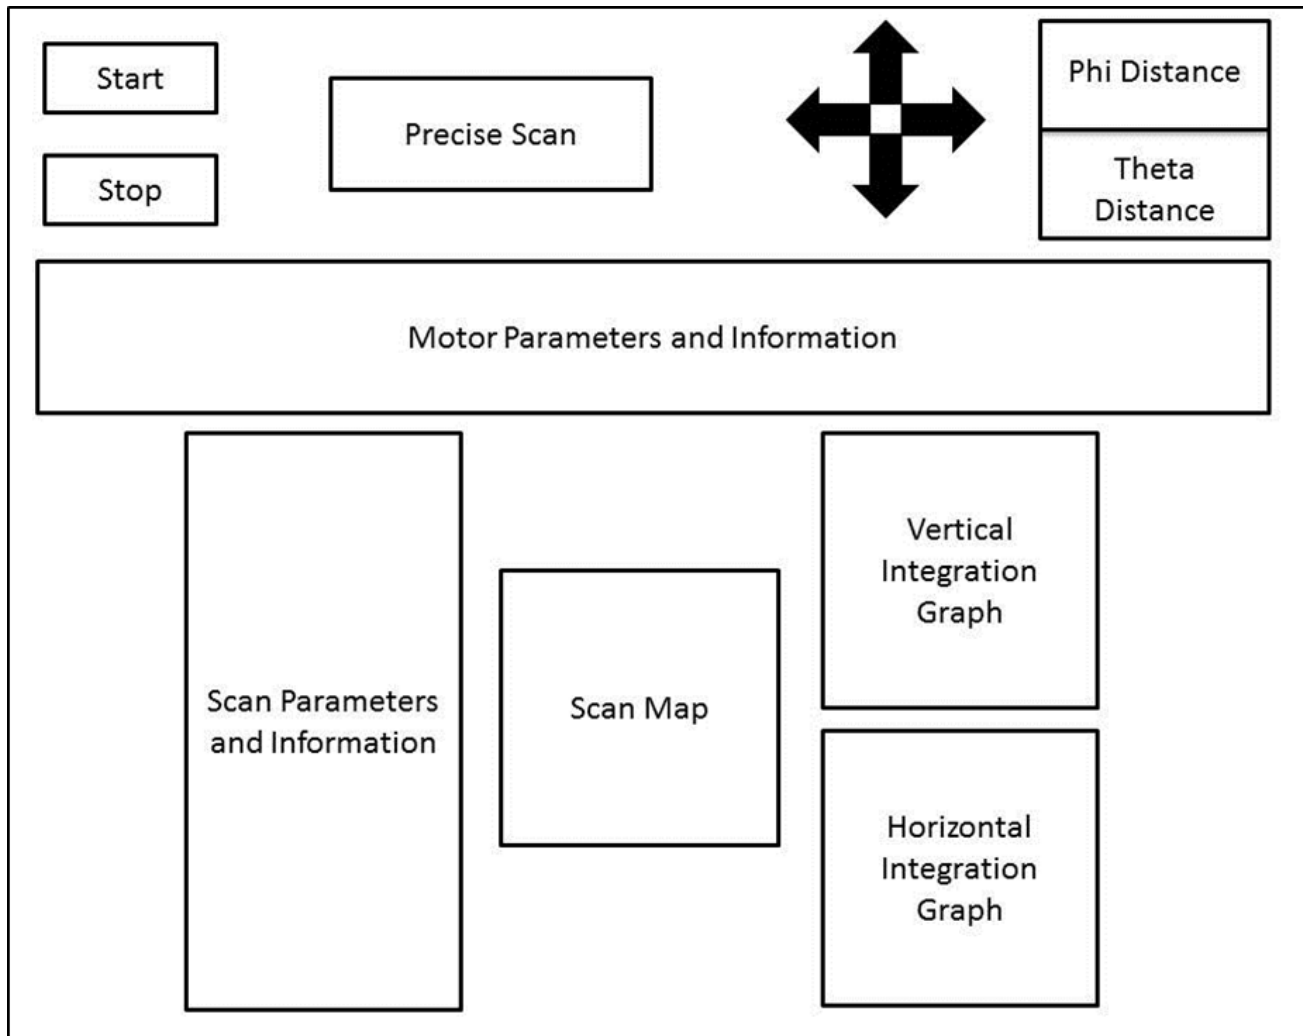 Start
Stop
Precise Scan
Phi Distance
Theta
Distance
Motor Parameters and Information
Scan Parameters
and Information
Scan Map
Vertical
Integration
Graph
Horizontal
Integration
Graph